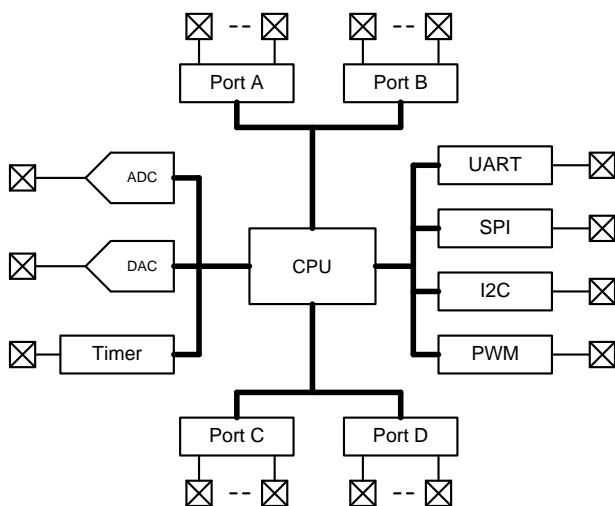 Port A
Port B
ADC
UART
SPI
DAC
CPU
I2C
Timer
PWM
Port C
Port D